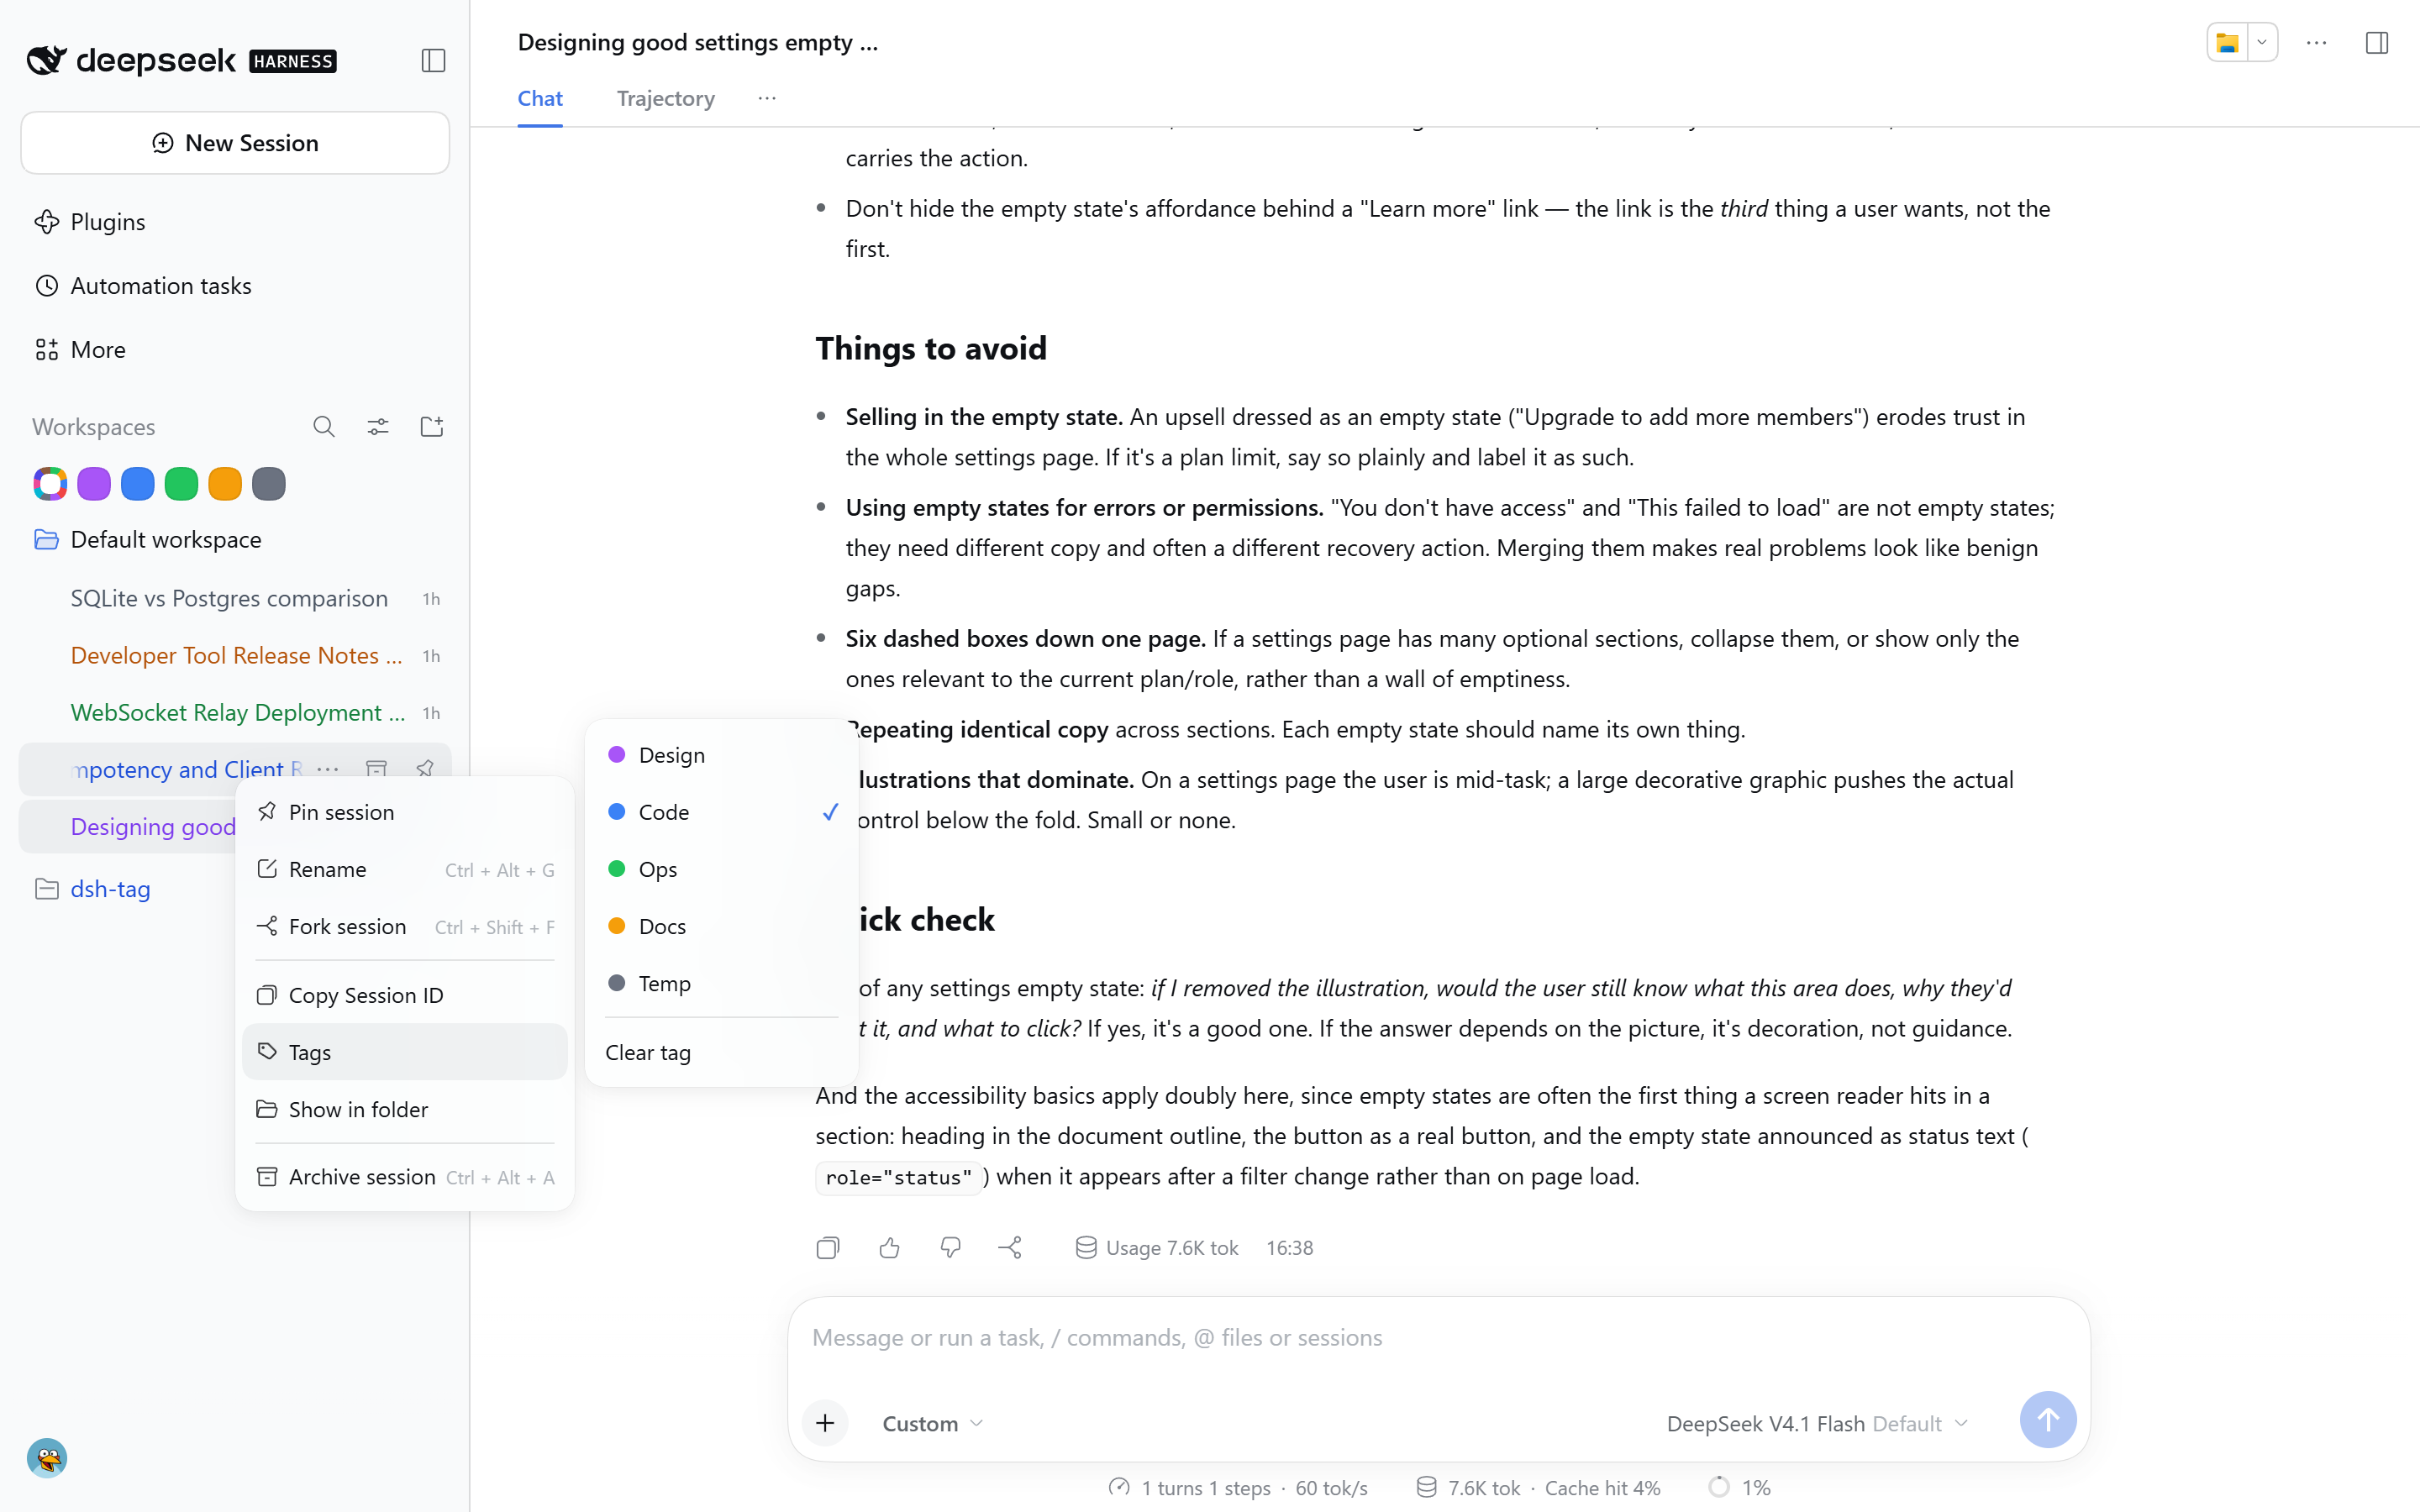 deepseek HARNESS
New Session
Plugins
Automation tasks
More
Workspaces
Default workspace
SQLite vs Postgres comparison 1h
Developer Tool Release Notes ... 1h
WebSocket Relay Deployment ... 1h
mpotency and Client R
Designing good
dsh-tag
Pin session
Rename Ctrl + Alt + G
Fork session Ctrl + Shift + F
Copy Session ID
Tags
Show in folder
Archive session Ctrl + Alt + A
Design
Code
Ops
Docs
Temp
Clear tag
Designing good settings empty ...
Chat Trajectory
carries the action.
Don't hide the empty state's affordance behind a "Learn more" link — the link is the third thing a user wants, not the
first.
Things to avoid
Selling in the empty state. An upsell dressed as an empty state ("Upgrade to add more members") erodes trust in
the whole settings page. If it's a plan limit, say so plainly and label it as such.
Using empty states for errors or permissions. "You don't have access" and "This failed to load" are not empty states;
they need different copy and often a different recovery action. Merging them makes real problems look like benign
gaps.
Six dashed boxes down one page. If a settings page has many optional sections, collapse them, or show only the
ones relevant to the current plan/role, rather than a wall of emptiness.
Repeating identical copy across sections. Each empty state should name its own thing.
llustrations that dominate. On a settings page the user is mid-task; a large decorative graphic pushes the actual
ontrol below the fold. Small or none.
ick check
of any settings empty state: if I removed the illustration, would the user still know what this area does, why they'd
t it, and what to click? If yes, it's a good one. If the answer depends on the picture, it's decoration, not guidance.
And the accessibility basics apply doubly here, since empty states are often the first thing a screen reader hits in a
section: heading in the document outline, the button as a real button, and the empty state announced as status text (
role="status" ) when it appears after a filter change rather than on page load.
Usage 7.6K tok 16:38
Message or run a task, / commands, @ files or sessions
Custom DeepSeek V4.1 Flash Default
1 turns 1 steps · 60 tok/s 7.6K tok · Cache hit 4% 1%